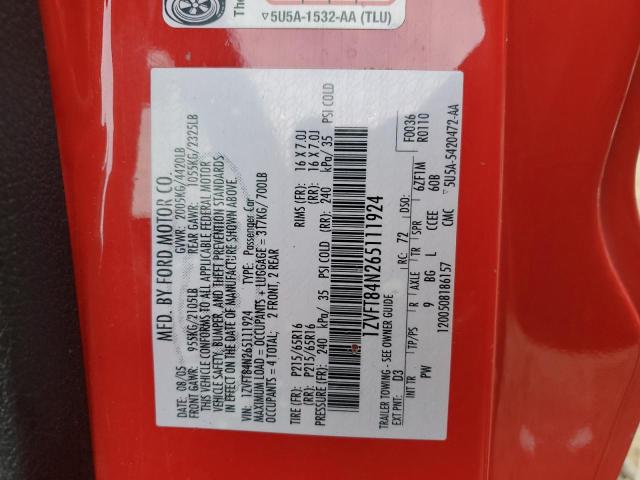 The
▽5U5A-1532-AA (TLU)
MFD. BY FORD MOTOR CO.
DATE: 08/05 GVWR: 2005KG/4420LB
FRONT GAWR: 955KG/2105LB REAR GAWR: 1055KG/2325LB
THIS VEHICLE CONFORMS TO ALL APPLICABLE FEDERAL MOTOR
VEHICLE SAFETY, BUMPER, AND THEFT PREVENTION STANDARDS
IN EFFECT ON THE DATE OF MANUFACTURE SHOWN ABOVE.
VIN: 1ZVFT84N265111924 TYPE: Passenger Car
MAXIMUM LOAD = OCCUPANTS + LUGGAGE = 317KG/ 700LB
OCCUPANTS = 4 TOTAL; 2 FRONT, 2 REAR
TIRE (FR): P215/65R16 RIMS (FR): 16 X 7.0J
(RR): P215/65R16 (RR): 16 X 7.0J
PRESSURE (FR): 240 kPa/ 35 PSI COLD (RR) 240 kPa/ 35 PSI COLD
1ZVFT84N265111924
TRAILER TOWING - SEE OWNER GUIDE F0036
EXT PNT: D3 RC: 72 DSO: R0110
INT TR TP/PS R AXLE TR SPR 6ZF1M
PW 9 BG L CCEE 60B
1200508186157 CMC ▽5U5A-5420472-AA